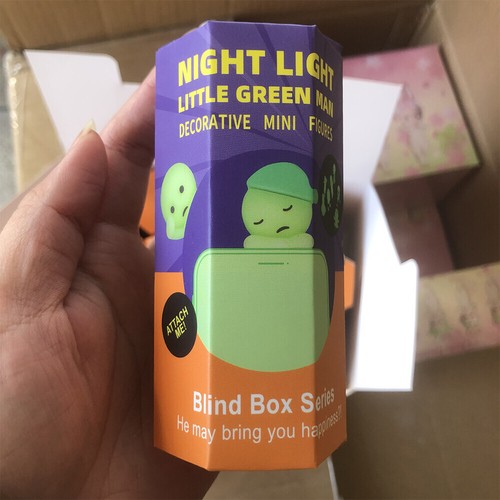 NIGHT LIGHT
LITTLE GREEN MAN
DECORATIVE MINI FIGURES
ATTACH
ME!
Blind Box Series
He may bring you happiness?!